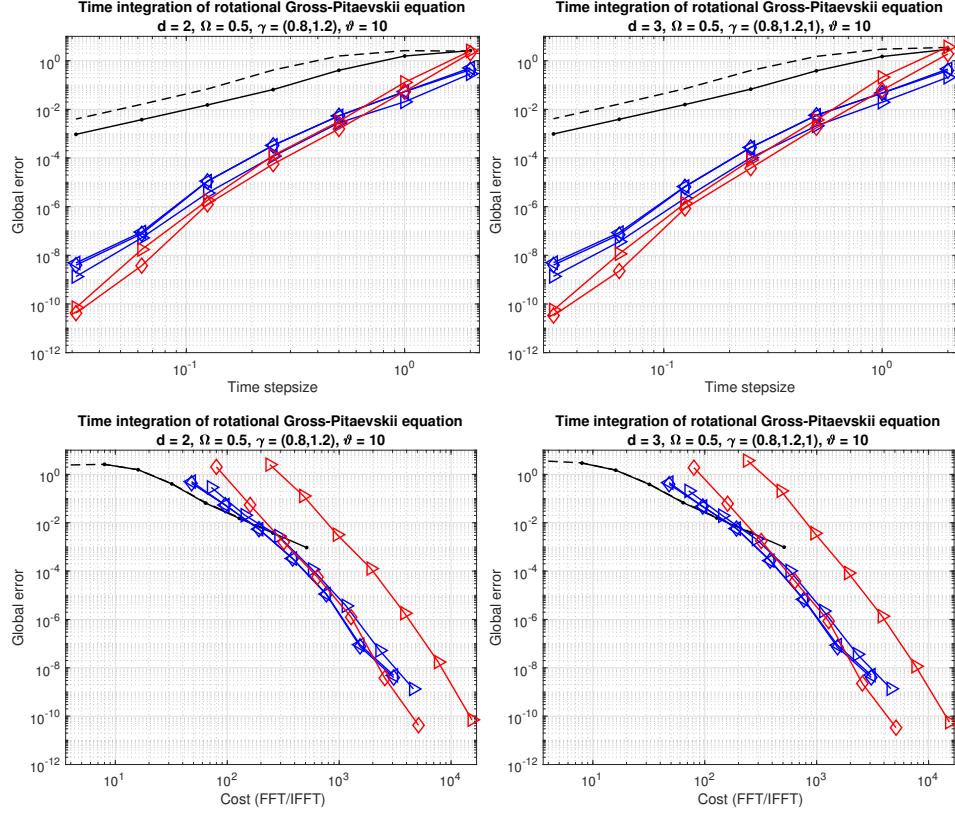 Time integration of rotational Gross-Pitaevskii equation
d = 2, Ω = 0.5, γ = (0.8,1.2), ϑ = 10
Global error
10^0
10^-2
10^-4
10^-6
10^-8
10^-10
10^-12
10^-1
10^0
Time stepsize
Time integration of rotational Gross-Pitaevskii equation
d = 3, Ω = 0.5, γ = (0.8,1.2,1), ϑ = 10
Global error
10^0
10^-2
10^-4
10^-6
10^-8
10^-10
10^-12
10^-1
10^0
Time stepsize
Time integration of rotational Gross-Pitaevskii equation
d = 2, Ω = 0.5, γ = (0.8,1.2), ϑ = 10
Global error
10^0
10^-2
10^-4
10^-6
10^-8
10^-10
10^-12
10^1
10^2
10^3
10^4
Cost (FFT/IFFT)
Time integration of rotational Gross-Pitaevskii equation
d = 3, Ω = 0.5, γ = (0.8,1.2,1), ϑ = 10
Global error
10^0
10^-2
10^-4
10^-6
10^-8
10^-10
10^-12
10^1
10^2
10^3
10^4
Cost (FFT/IFFT)